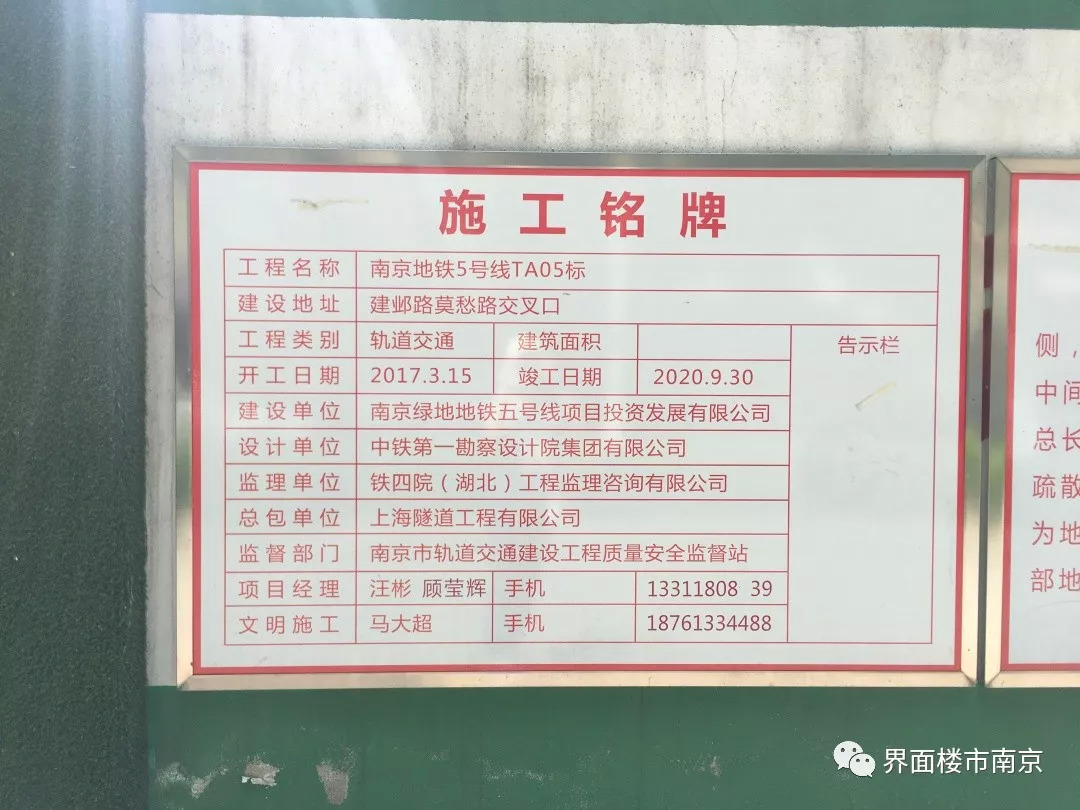 施工铭牌
工程名称 南京地铁5号线TA05标
建设地址 建邺路莫愁路交叉口
工程类别 轨道交通 建筑面积 告示栏
开工日期 2017.3.15 竣工日期 2020.9.30
建设单位 南京绿地地铁五号线项目投资发展有限公司
设计单位 中铁第一勘察设计院集团有限公司
监理单位 铁四院(湖北)工程监理咨询有限公司
总包单位 上海隧道工程有限公司
监督部门 南京市轨道交通建设工程质量安全监督站
项目经理 汪彬 顾莹辉 手机 13311808 39
文明施工 马大超 手机 18761334488
侧，
中间
总长
疏散
为地
部地
界面楼市南京